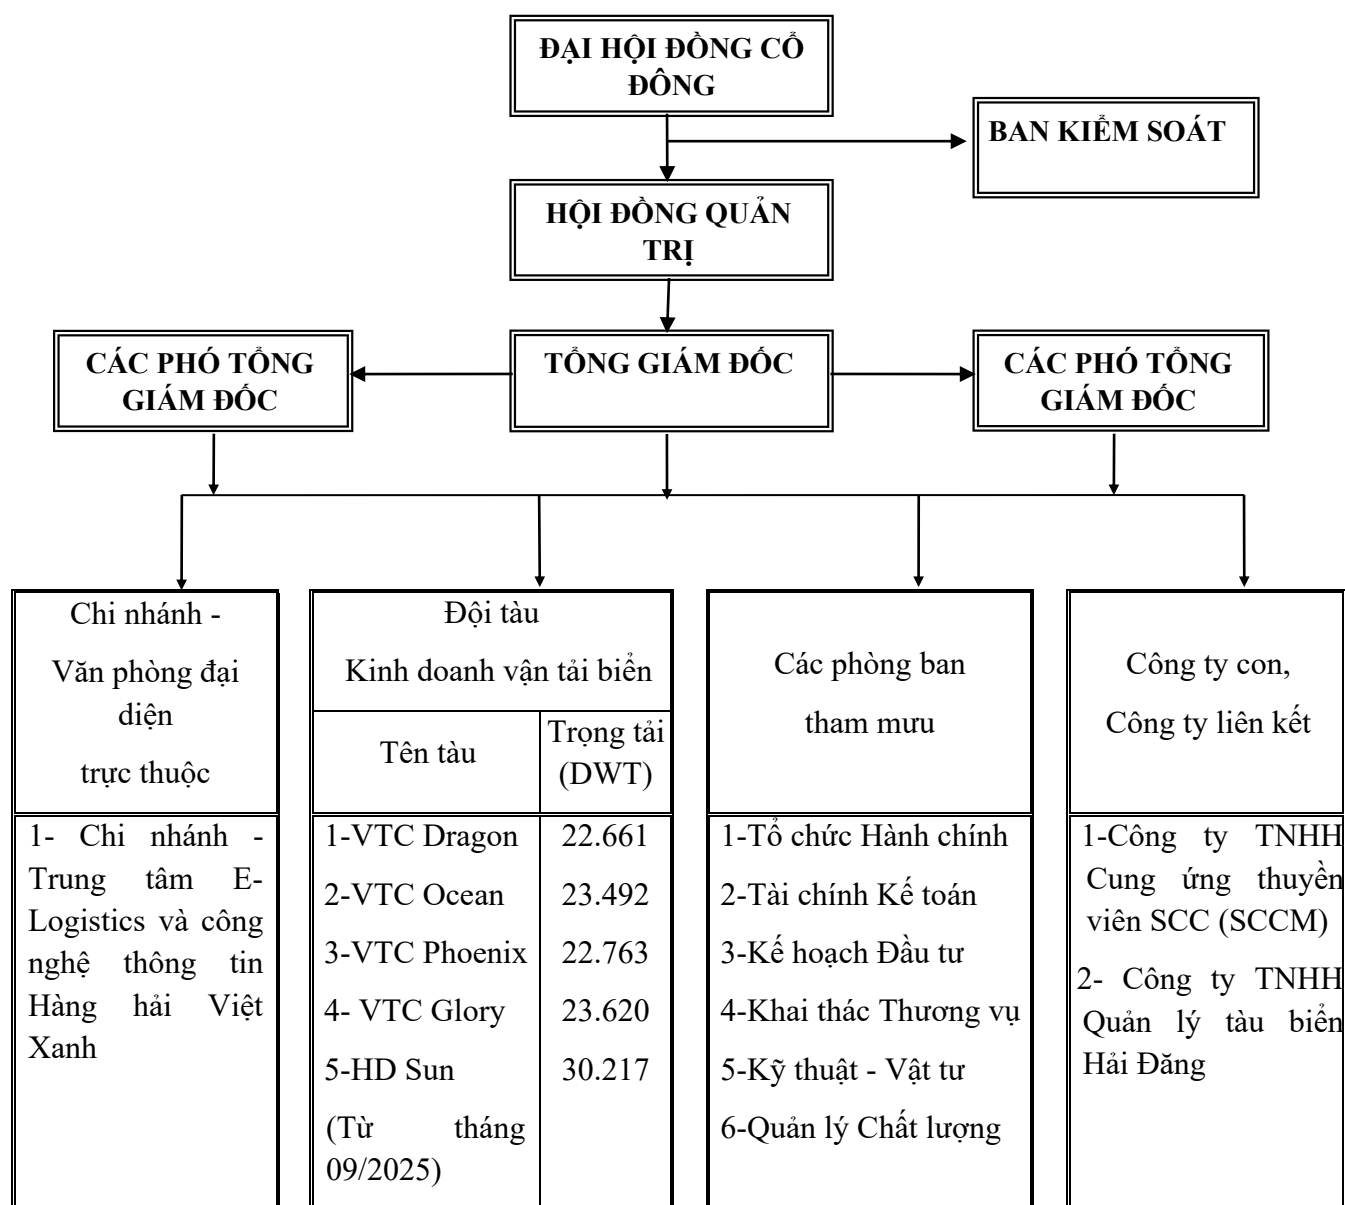 ĐẠI HỘI ĐỒNG CỔ
ĐÔNG
BAN KIỂM SOÁT
HỘI ĐỒNG QUẢN
TRỊ
CÁC PHÓ TỔNG
GIÁM ĐỐC
TỔNG GIÁM ĐỐC
CÁC PHÓ TỔNG
GIÁM ĐỐC
Chi nhánh -
Văn phòng đại
diện
trực thuộc
1- Chi nhánh -
Trung tâm E-
Logistics và công
nghệ thông tin
Hàng hải Việt
Xanh
Đội tàu
Kinh doanh vận tải biển
Tên tàu
Trọng tải
(DWT)
1-VTC Dragon 22.661
2-VTC Ocean 23.492
3-VTC Phoenix 22.763
4- VTC Glory 23.620
5-HD Sun 30.217
(Từ tháng
09/2025)
Các phòng ban
tham mưu
1-Tổ chức Hành chính
2-Tài chính Kế toán
3-Kế hoạch Đầu tư
4-Khai thác Thương vụ
5-Kỹ thuật - Vật tư
6-Quản lý Chất lượng
Công ty con,
Công ty liên kết
1-Công ty TNHH
Cung ứng thuyền
viên SCC (SCCM)
2- Công ty TNHH
Quản lý tàu biển
Hải Đăng